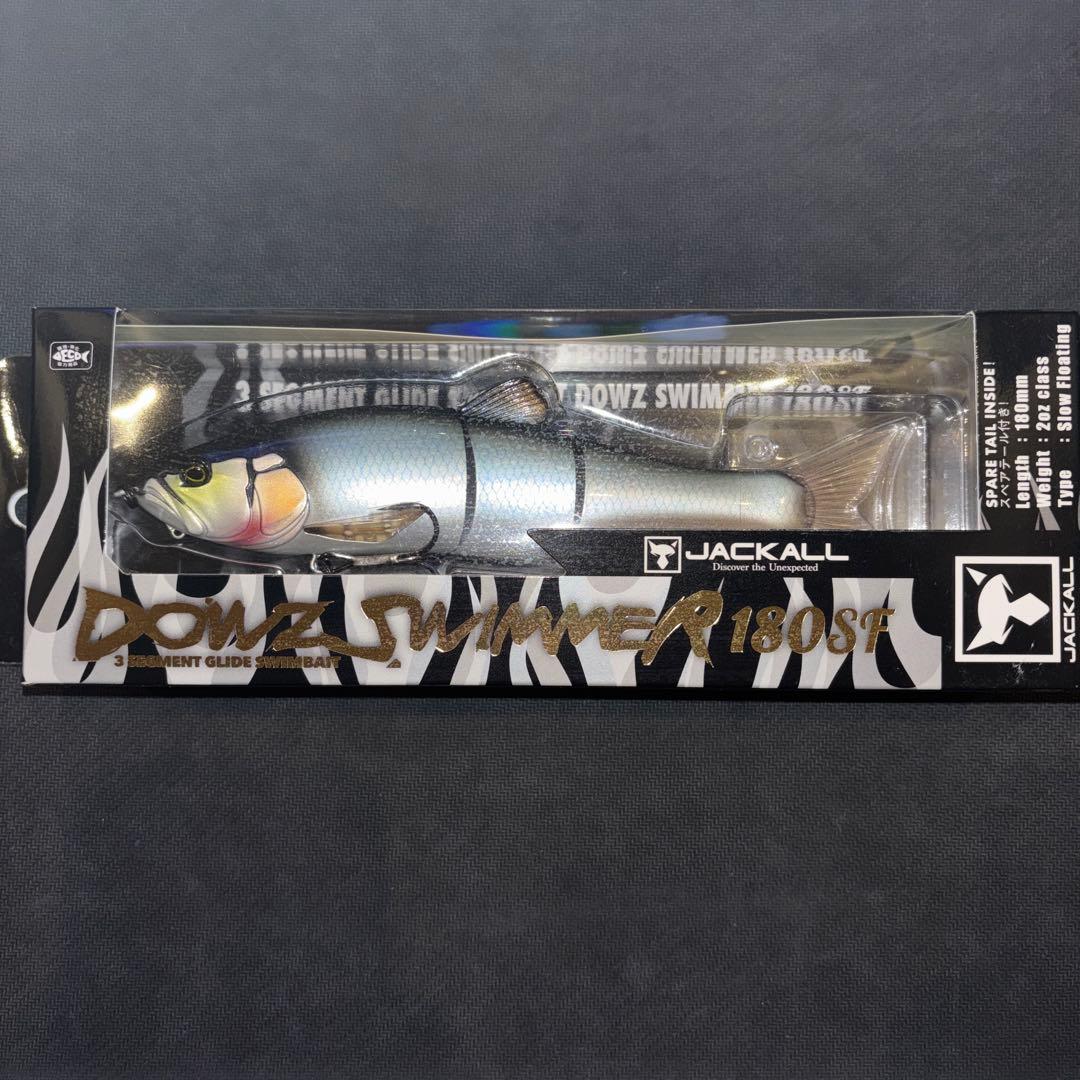 3 SEGMENT GLIDE SWIMBAIT DOWZ SWIMMER 180SF
JACKALL
Discover the Unexpected
DOWZ SWIMMER 180SF
3 SEGMENT GLIDE SWIMBAIT
SPARE TAIL INSIDE!
スペアテール付き!
Length : 180mm
Weight : 2oz class
Type : Slow Floating
JACKALL
FECO